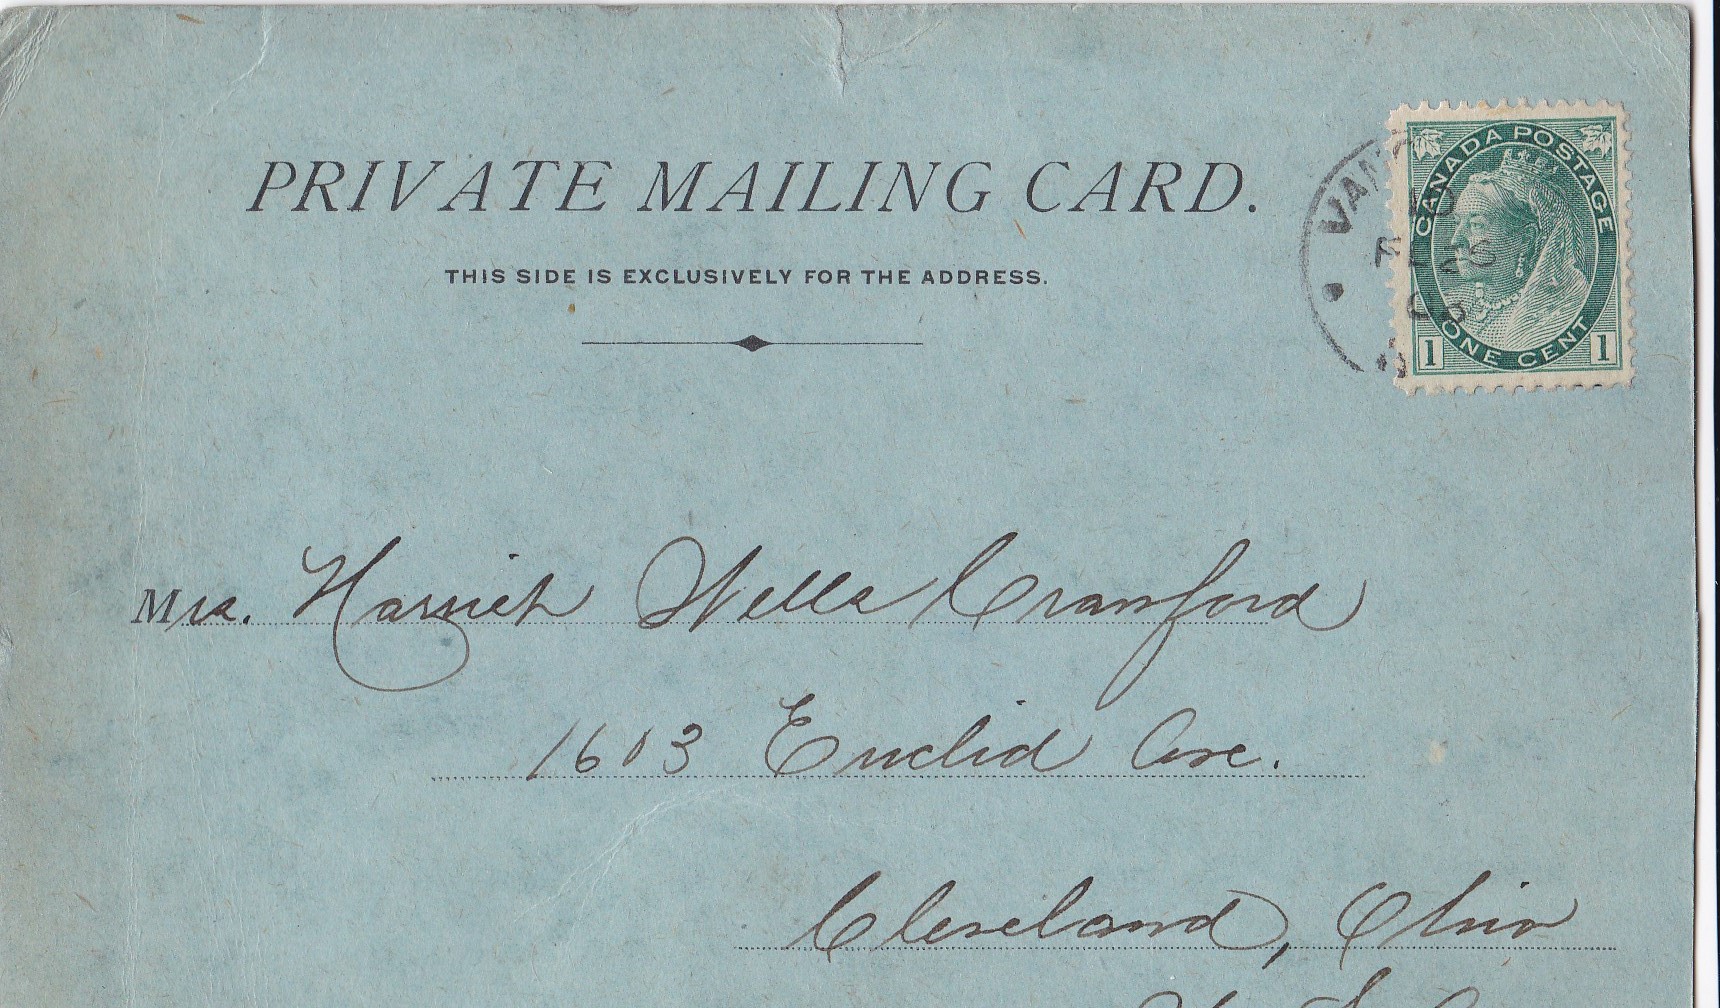 PRIVATE MAILING CARD.
THIS SIDE IS EXCLUSIVELY FOR THE ADDRESS.
CANADA POSTAGE
ONE CENT
1 1
Mrs. Harriet Wells Cranford
1603 Euclid Ave.
Cleveland, Ohio